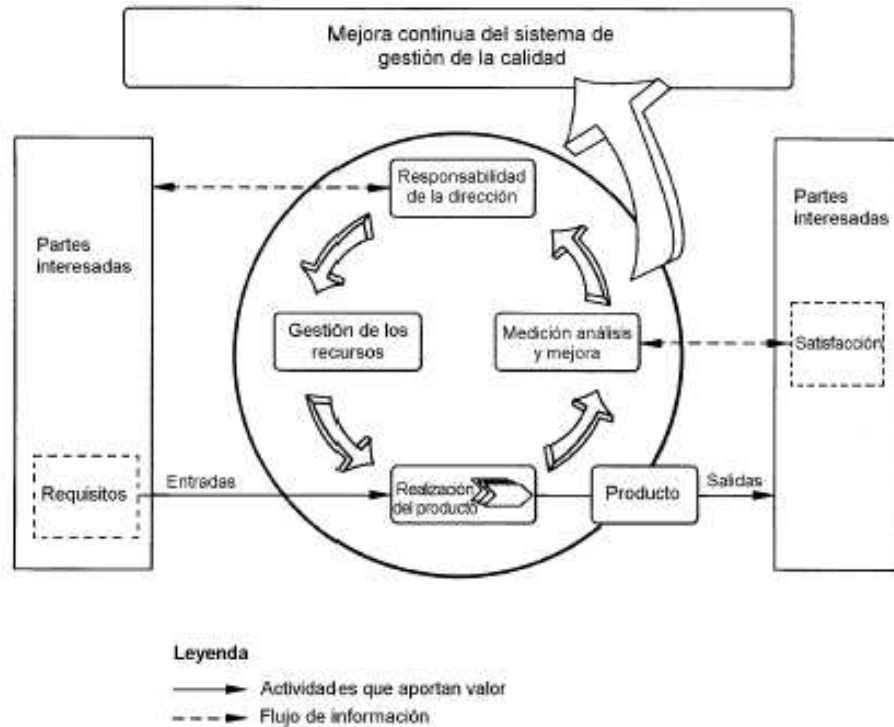 Mejora continua del sistema de
gestión de la calidad
Responsabilidad
de la dirección
Partes
interesadas
Partes
interesadas
Gestión de los
recursos
Medición análisis
y mejora
Satisfacción
Requisitos
Entradas
Realización
del producto
Producto
Salidas
Leyenda
Actividades que aportan valor
Flujo de información